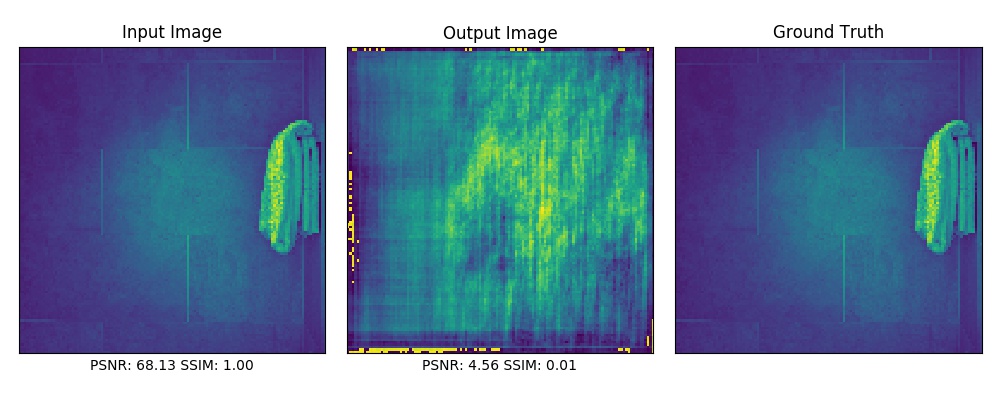 Input Image
Output Image
Ground Truth
PSNR: 68.13 SSIM: 1.00
PSNR: 4.56 SSIM: 0.01